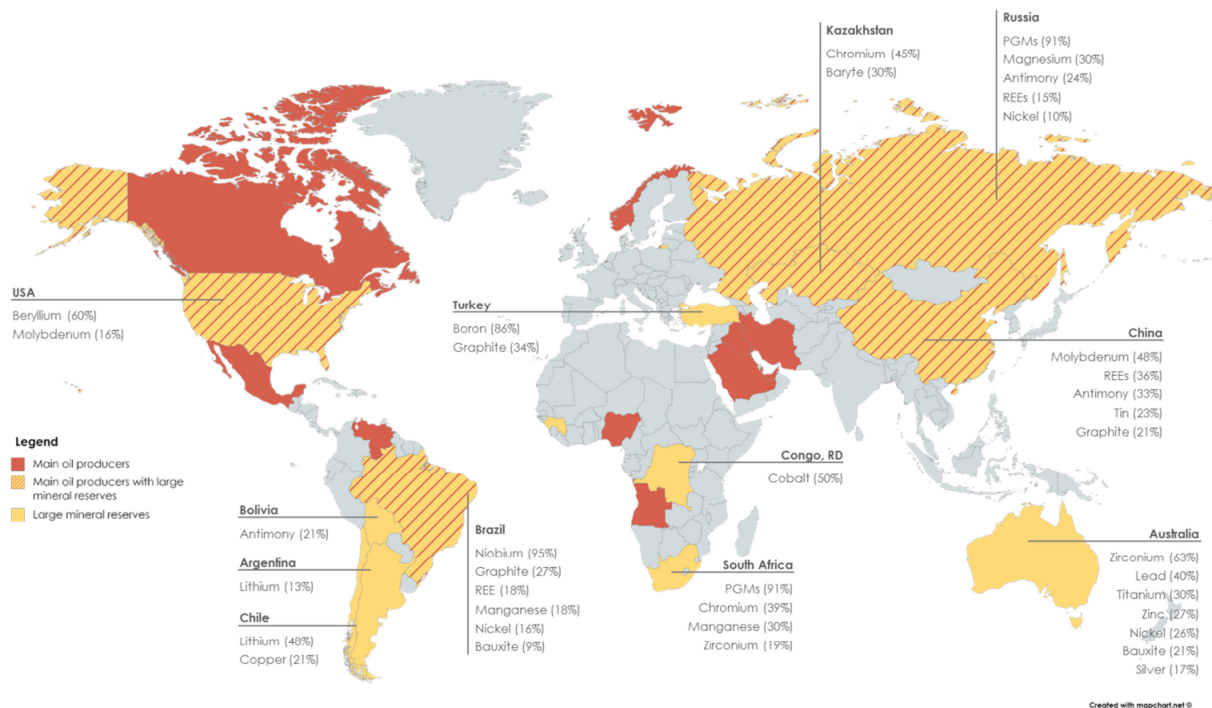 Russia
PGMs (91%)
Magnesium (30%)
Antimony (24%)
REEs (15%)
Nickel (10%)
Kazakhstan
Chromium (45%)
Baryte (30%)
USA
Beryllium (60%)
Molybdenum (16%)
Turkey
Boron (86%)
Graphite (34%)
China
Molybdenum (48%)
REEs (36%)
Antimony (33%)
Tin (23%)
Graphite (21%)
Legend
Main oil producers
Main oil producers with large
mineral reserves
Large mineral reserves
Congo, RD
Cobalt (50%)
Bolivia
Antimony (21%)
Argentina
Lithium (13%)
Chile
Lithium (48%)
Copper (21%)
Brazil
Niobium (95%)
Graphite (27%)
REE (18%)
Manganese (18%)
Nickel (16%)
Bauxite (9%)
South Africa
PGMs (91%)
Chromium (39%)
Manganese (30%)
Zirconium (19%)
Australia
Zirconium (63%)
Lead (40%)
Titanium (30%)
Zinc (27%)
Nickel (26%)
Bauxite (21%)
Silver (17%)
Created with mapchart.net ©